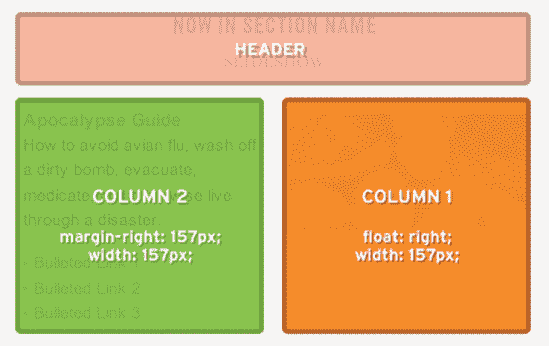 NOW IN SECTION NAME
HEADER
SLIDESHOW
Apocalypse Guide
How to avoid avian flu, wash off
a dirty bomb, evacuate,
medicate live
through a disaster.
COLUMN 2
margin-right: 157px;
width: 157px;
· Bulleted Link 1
· Bulleted Link 2
· Bulleted Link 3
COLUMN 1
float: right;
width: 157px;